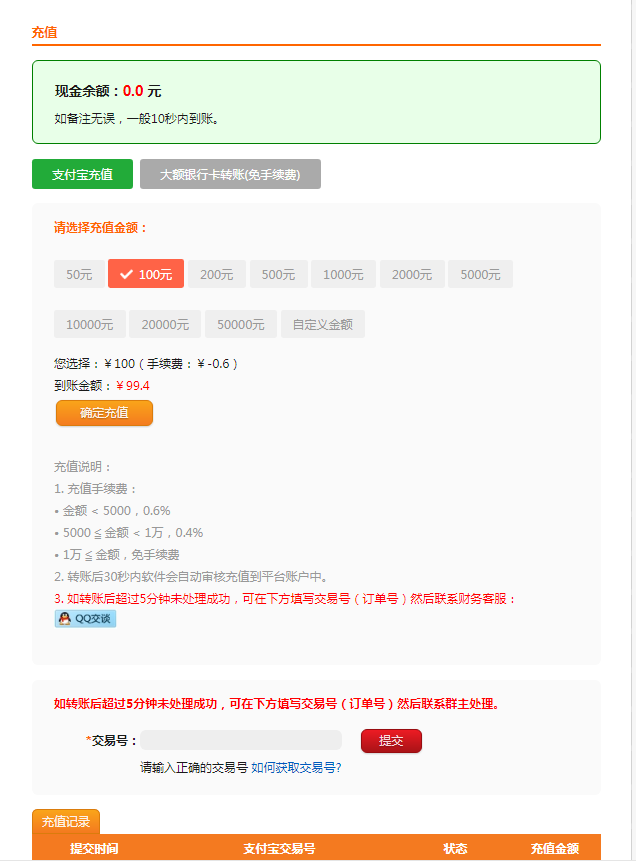 充值
现金余额：0.0 元
如备注无误，一般10秒内到账。
支付宝充值 大额银行卡转账(免手续费)
请选择充值金额：
50元 100元 200元 500元 1000元 2000元 5000元
10000元 20000元 50000元 自定义金额
您选择：￥100 ( 手续费：￥-0.6 )
到账金额：￥99.4
确定充值
充值说明：
1. 充值手续费：
• 金额 < 5000，0.6%
• 5000 ≦ 金额 < 1万，0.4%
• 1万 ≦ 金额，免手续费
2. 转账后30秒内软件会自动审核充值到平台账户中。
3. 如转账后超过5分钟未处理成功，可在下方填写交易号 ( 订单号 ) 然后联系财务客服：
QQ交谈
如转账后超过5分钟未处理成功，可在下方填写交易号 ( 订单号 ) 然后联系群主处理。
*交易号： 提交
请输入正确的交易号 如何获取交易号?
充值记录
提交时间 支付宝交易号 状态 充值金额